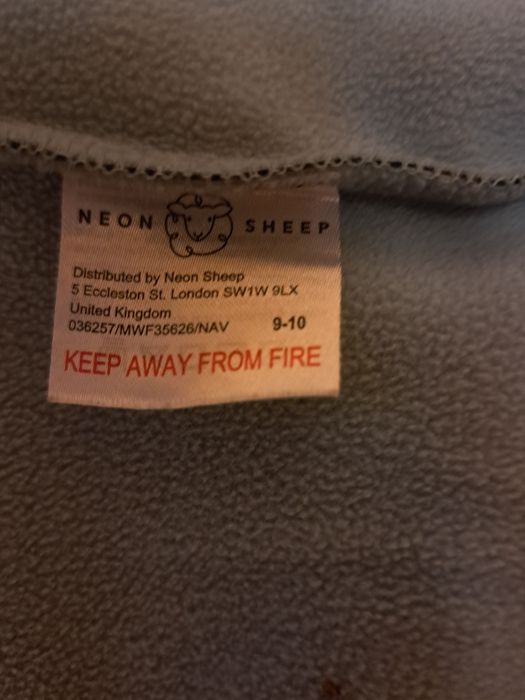 NEON SHEEP
Distributed by Neon Sheep
5 Eccleston St. London SW1W 9LX
United Kingdom
036257/MWF35626/NAV 9-10
KEEP AWAY FROM FIRE